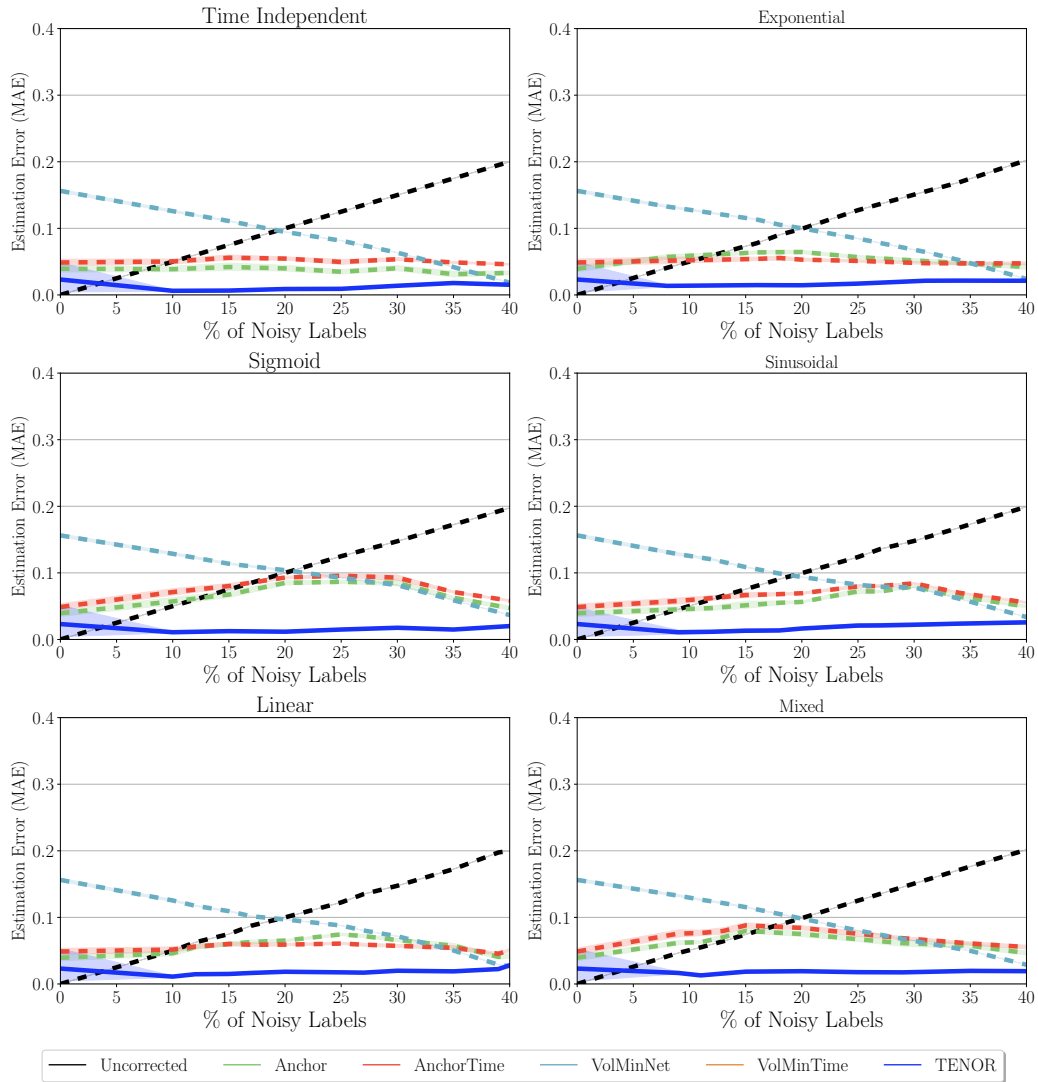 Time Independent
Exponential
0.4
0.3
0.2
0.1
0.0
Estimation Error (MAE)
0 5 10 15 20 25 30 35 40
% of Noisy Labels
0.4
0.3
0.2
0.1
0.0
Estimation Error (MAE)
0 5 10 15 20 25 30 35 40
% of Noisy Labels
Sigmoid
Sinusoidal
0.4
0.3
0.2
0.1
0.0
Estimation Error (MAE)
0 5 10 15 20 25 30 35 40
% of Noisy Labels
0.4
0.3
0.2
0.1
0.0
Estimation Error (MAE)
0 5 10 15 20 25 30 35 40
% of Noisy Labels
Linear
Mixed
0.4
0.3
0.2
0.1
0.0
Estimation Error (MAE)
0 5 10 15 20 25 30 35 40
% of Noisy Labels
0.4
0.3
0.2
0.1
0.0
Estimation Error (MAE)
0 5 10 15 20 25 30 35 40
% of Noisy Labels
Uncorrected Anchor AnchorTime VolMinNet VolMinTime TENOR